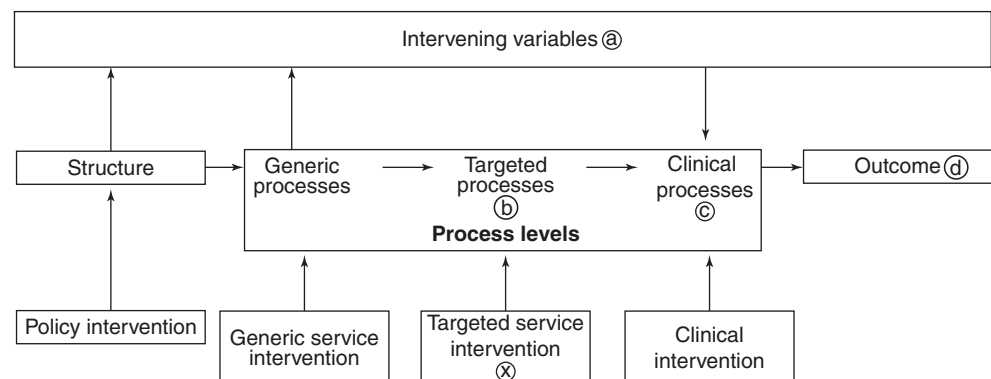 Intervening variables ⓐ
Structure
Generic
processes
Targeted
processes
ⓑ
Clinical
processes
ⓒ
Outcome ⓓ
Process levels
Policy intervention
Generic service
intervention
Targeted service
intervention
ⓧ
Clinical
intervention